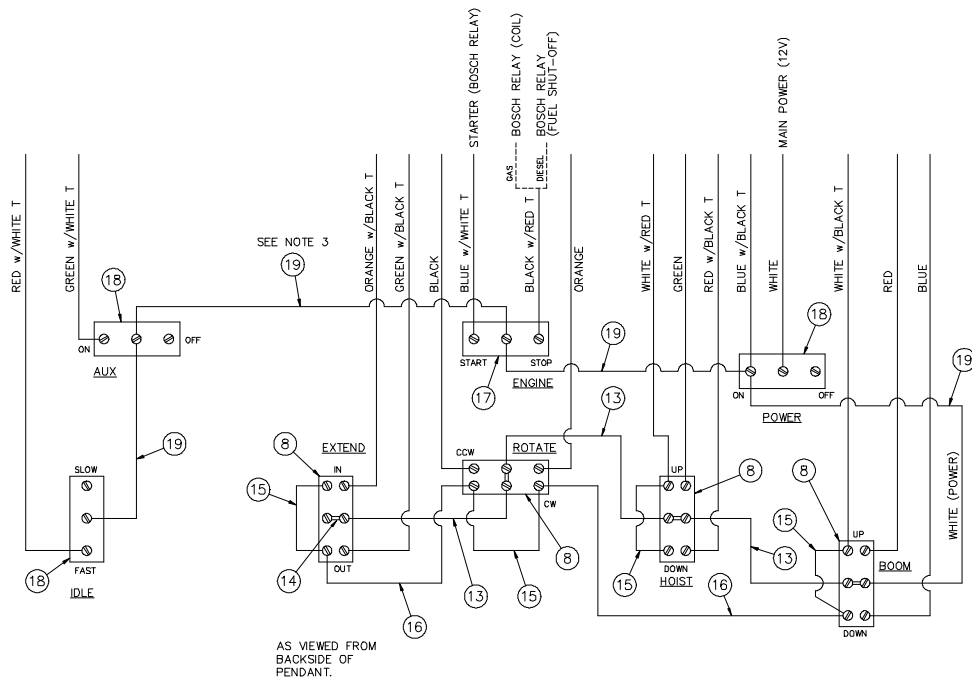 RED w/WHITE T
GREEN w/WHITE T
ORANGE w/BLACK T
GREEN w/BLACK T
BLACK
BLUE w/WHITE T
STARTER (BOSCH RELAY)
GAS
BOSCH RELAY (COIL)
DIESEL
BOSCH RELAY
(FUEL SHUT-OFF)
BLACK w/RED T
ORANGE
WHITE w/RED T
GREEN
RED w/BLACK T
BLUE w/BLACK T
WHITE
MAIN POWER (12V)
WHITE w/BLACK T
RED
BLUE
SEE NOTE 3
19
18
ON
OFF
AUX
START
STOP
17
ENGINE
19
18
ON
OFF
POWER
19
WHITE (POWER)
19
SLOW
FAST
18
IDLE
8
EXTEND
IN
15
14
OUT
13
16
CCW
ROTATE
13
CW
8
15
UP
8
15
DOWN
HOIST
13
16
8
UP
15
BOOM
DOWN
AS VIEWED FROM
BACKSIDE OF
PENDANT.